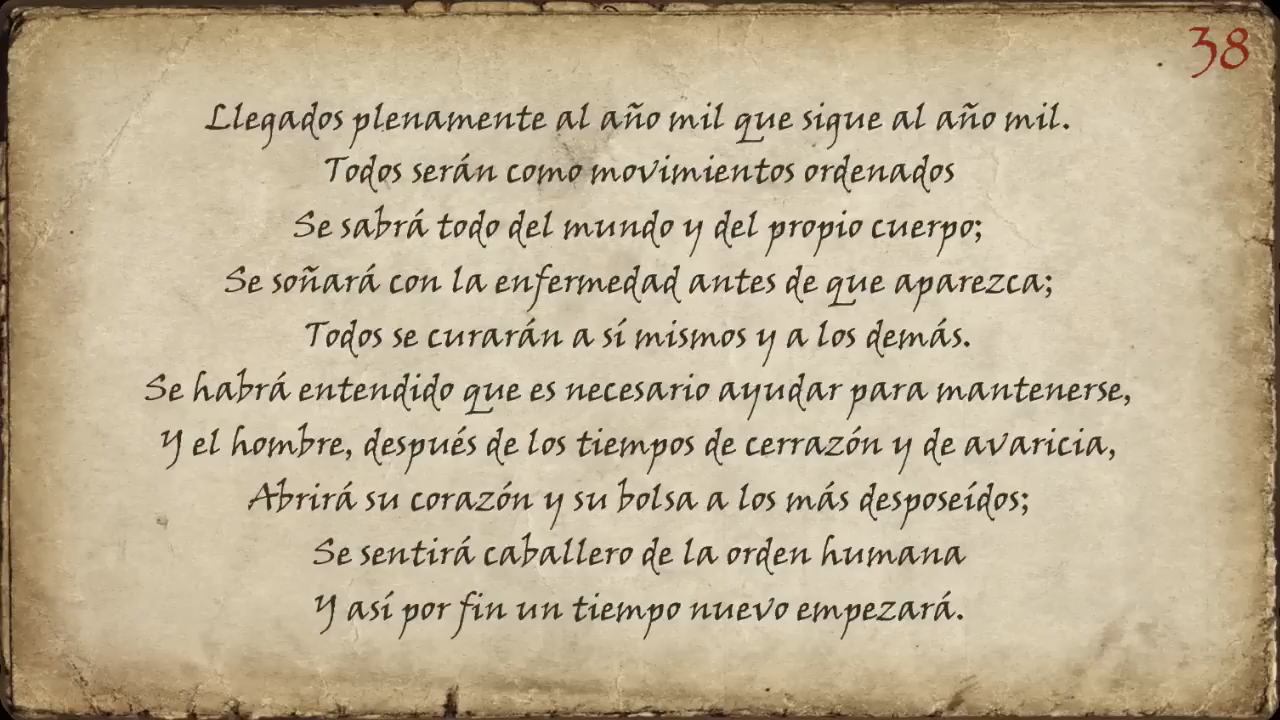 38
Llegados plenamente al año mil que sigue al año mil.
Todos serán como movimientos ordenados
Se sabrá todo del mundo y del propio cuerpo;
Se soñará con la enfermedad antes de que aparezca;
Todos se curarán a sí mismos y a los demás.
Se habrá entendido que es necesario ayudar para mantenerse,
Y el hombre, después de los tiempos de cerrazón y de avaricia,
Abrirá su corazón y su bolsa a los más desposeídos;
Se sentirá caballero de la orden humana
Y así por fin un tiempo nuevo empezará.